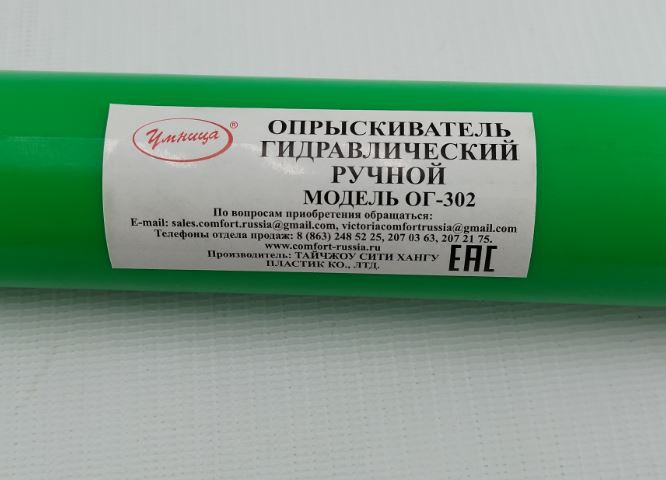 Умница®
ОПРЫСКИВАТЕЛЬ
ГИДРАВЛИЧЕСКИЙ
РУЧНОЙ
МОДЕЛЬ ОГ-302
По вопросам приобретения обращаться:
E-mail: sales.comfort.russia@gmail.com, victoriacomfortrussia@gmail.com
Телефоны отдела продаж: 8 (863) 248 52 25, 207 03 63, 207 21 75.
www.comfort-russia.ru
Производитель: ТАЙЧЖОУ СИТИ ХАНГУ
ПЛАСТИК КО., ЛТД.
EAC